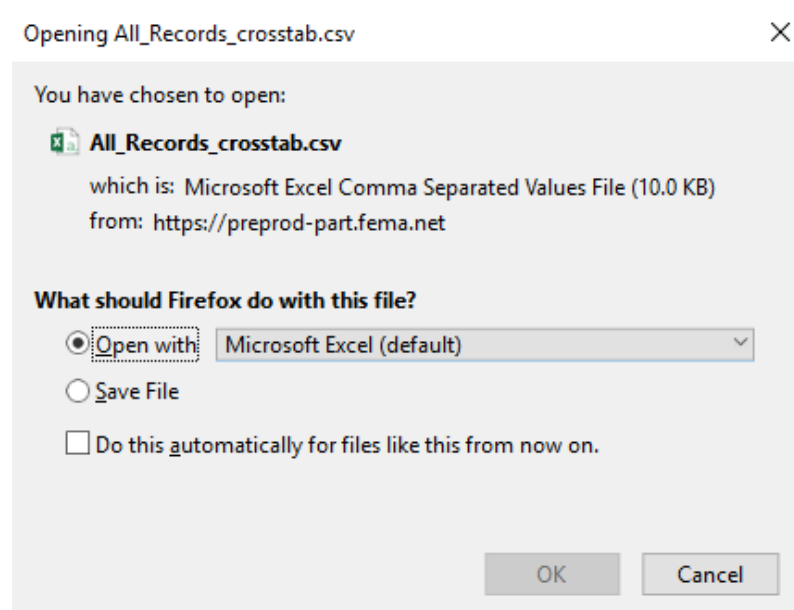 Opening All_Records_crosstab.csv
You have chosen to open:
All_Records_crosstab.csv
which is: Microsoft Excel Comma Separated Values File (10.0 KB)
from: https://preprod-part.fema.net
What should Firefox do with this file?
Open with Microsoft Excel (default)
Save File
Do this automatically for files like this from now on.
OK Cancel